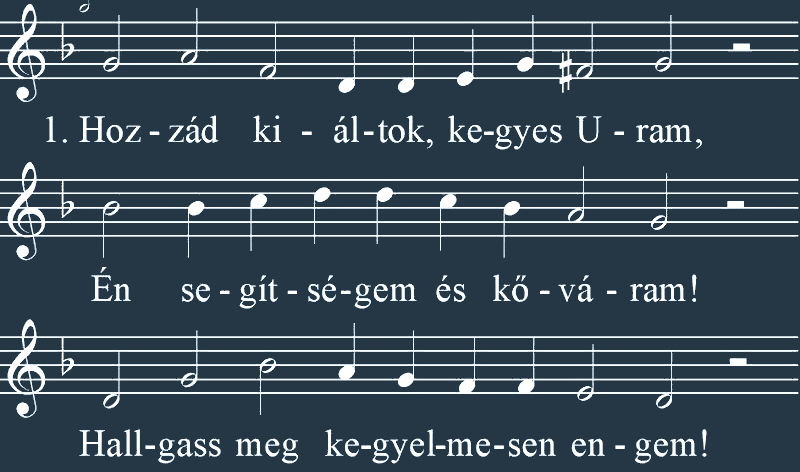 1. Hoz - zád ki - ál-tok, ke-gyes U - ram,
Én se - gít - sé-gem és kő - vá - ram!
Hall-gass meg ke-gyel-me-sen en - gem!